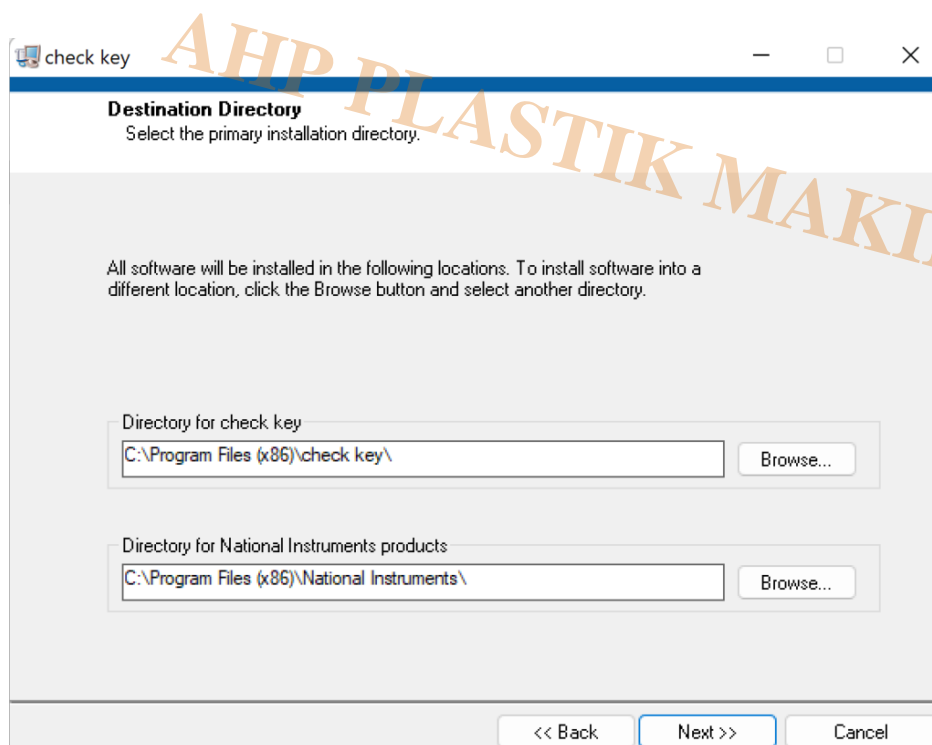 check key
AHP PLASTIK
Destination Directory
Select the primary installation directory.
All software will be installed in the following locations. To install software into a
different location, click the Browse button and select another directory.
Directory for check key
C:\Program Files (x86)\check key\
Browse...
Directory for National Instruments products
C:\Program Files (x86)\National Instruments\
Browse...
<< Back
Next >>
Cancel